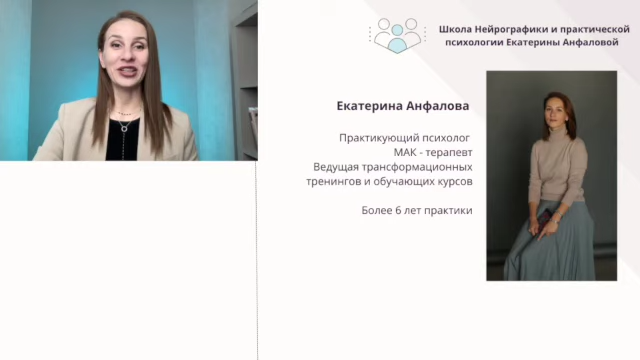 Школа Нейрографики и практической
психологии Екатерины Анфаловой
Екатерина Анфалова
Практикующий психолог
МАК - терапевт
Ведущая трансформационных
тренингов и обучающих курсов
Более 6 лет практики